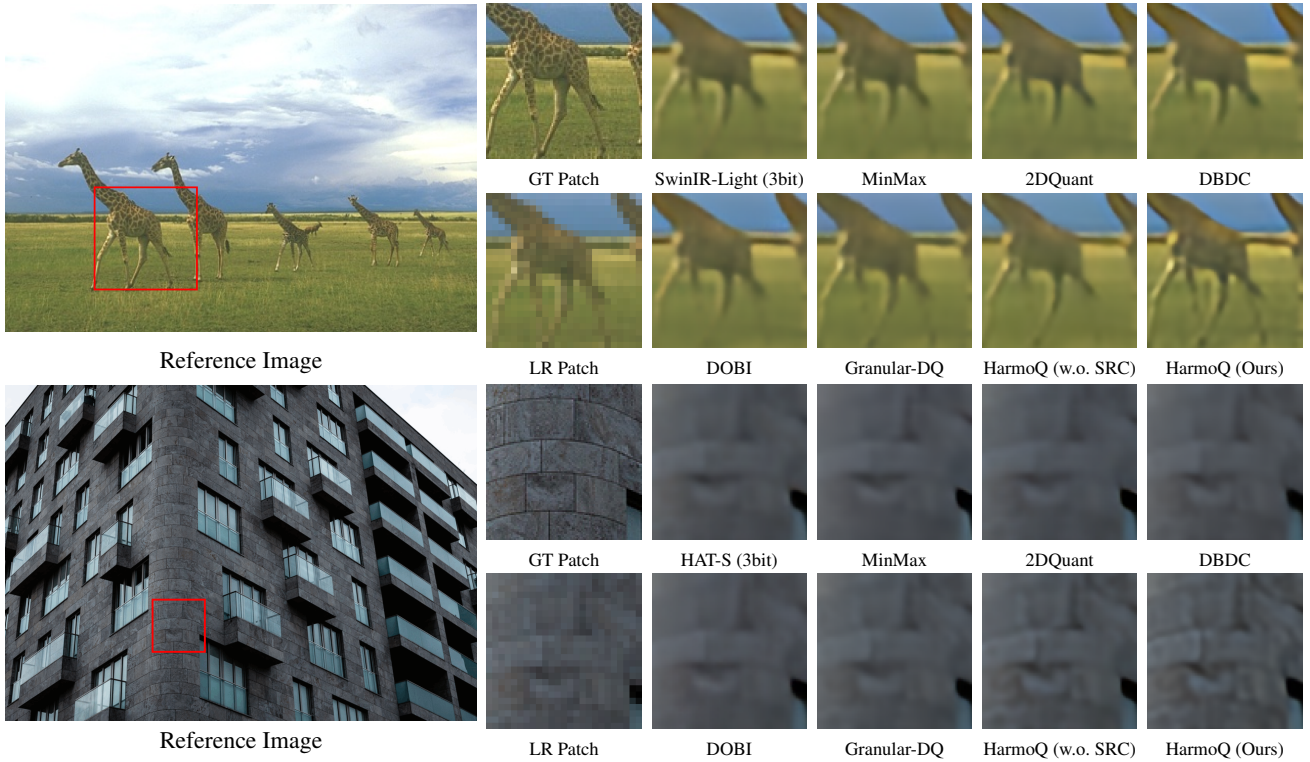 GT Patch SwinIR-Light (3bit) MinMax 2DQuant DBDC
Reference Image
LR Patch DOBI Granular-DQ HarmoQ (w.o. SRC) HarmoQ (Ours)
GT Patch HAT-S (3bit) MinMax 2DQuant DBDC
Reference Image
LR Patch DOBI Granular-DQ HarmoQ (w.o. SRC) HarmoQ (Ours)